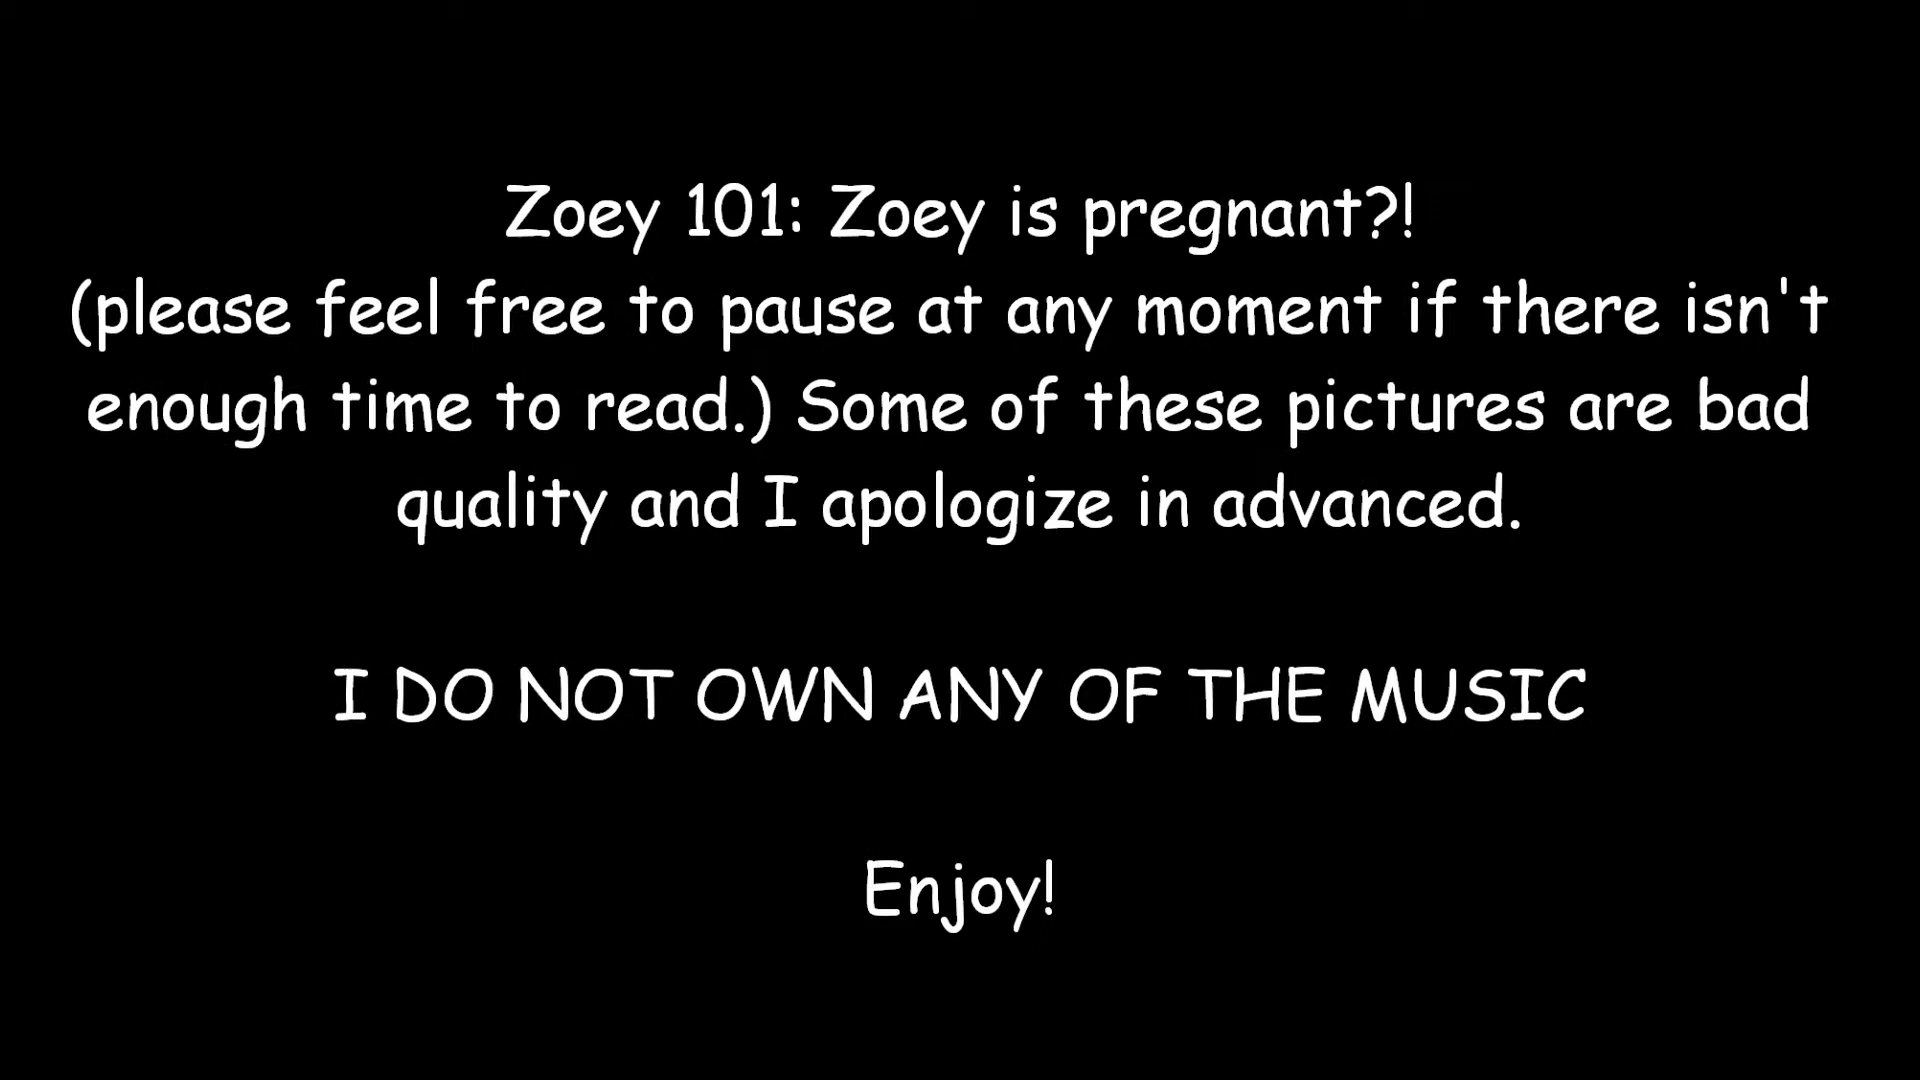 Zoey 101: Zoey is pregnant?!
(please feel free to pause at any moment if there isn't
enough time to read.) Some of these pictures are bad
quality and I apologize in advanced.
I DO NOT OWN ANY OF THE MUSIC
Enjoy!